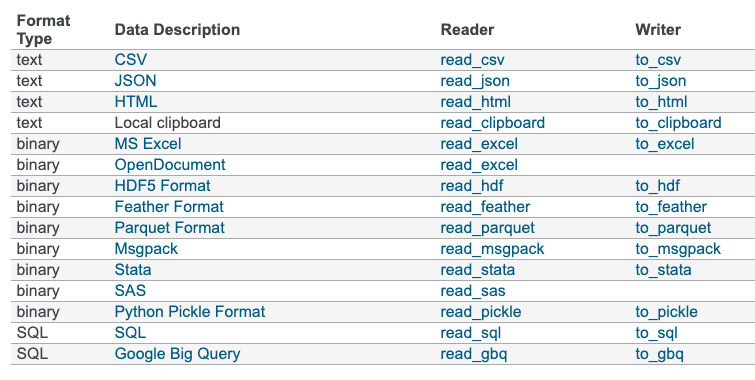 Format Type Data Description Reader Writer
text CSV read_csv to_csv
text JSON read_json to_json
text HTML read_html to_html
text Local clipboard read_clipboard to_clipboard
binary MS Excel read_excel to_excel
binary OpenDocument read_excel
binary HDF5 Format read_hdf to_hdf
binary Feather Format read_feather to_feather
binary Parquet Format read_parquet to_parquet
binary Msgpack read_msgpack to_msgpack
binary Stata read_stata to_stata
binary SAS read_sas
binary Python Pickle Format read_pickle to_pickle
SQL SQL read_sql to_sql
SQL Google Big Query read_gbq to_gbq